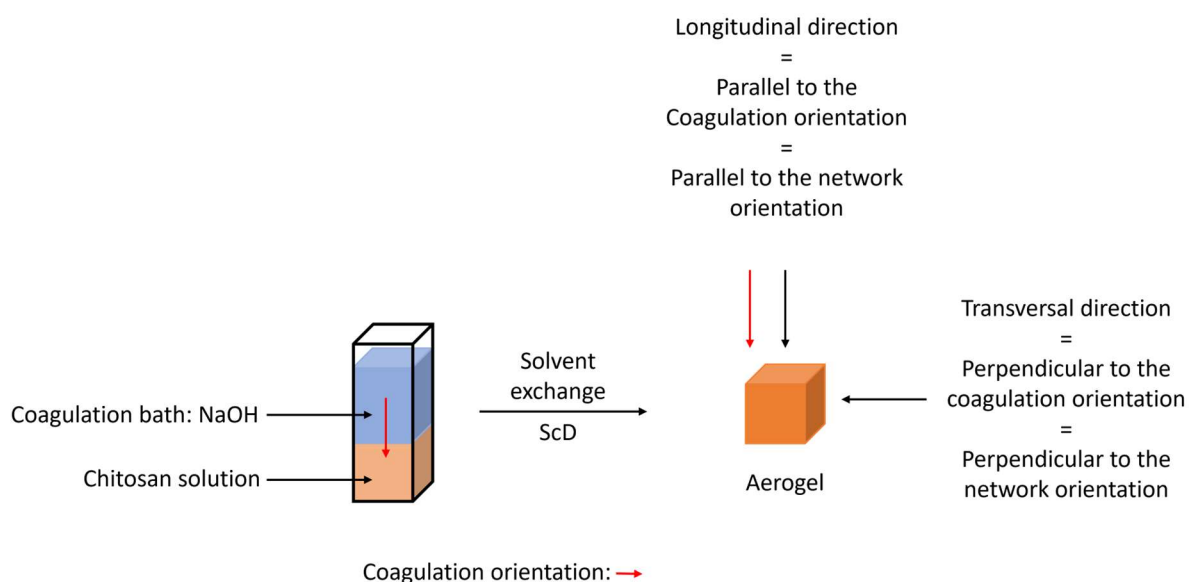 Longitudinal direction
=
Parallel to the
Coagulation orientation
=
Parallel to the network
orientation
Coagulation bath: NaOH
Chitosan solution
Solvent
exchange
ScD
Aerogel
Transversal direction
=
Perpendicular to the
coagulation orientation
=
Perpendicular to the
network orientation
Coagulation orientation: